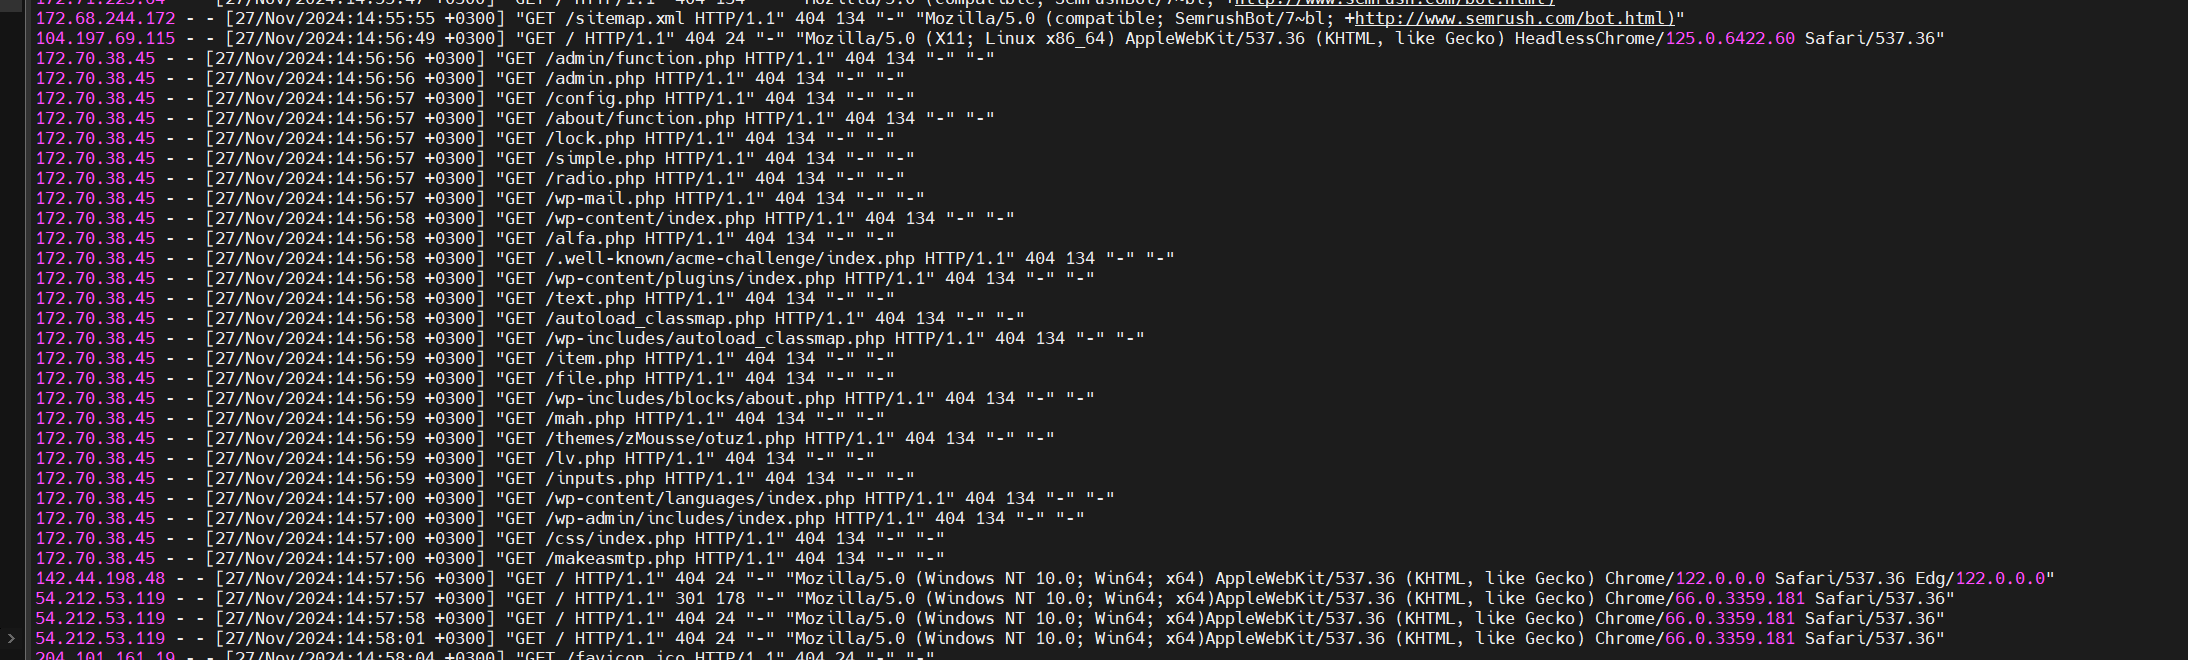 172.68.244.172 - - [27/Nov/2024:14:55:55 +0300] "GET /sitemap.xml HTTP/1.1" 404 134 "-" "Mozilla/5.0 (compatible; SemrushBot/7~bl; +http://www.semrush.com/bot.html)"
104.197.69.115 - - [27/Nov/2024:14:56:49 +0300] "GET / HTTP/1.1" 404 24 "-" "Mozilla/5.0 (X11; Linux x86_64) AppleWebKit/537.36 (KHTML, like Gecko) HeadlessChrome/125.0.6422.60 Safari/537.36"
172.70.38.45 - - [27/Nov/2024:14:56:56 +0300] "GET /admin/function.php HTTP/1.1" 404 134 "-" "-"
172.70.38.45 - - [27/Nov/2024:14:56:56 +0300] "GET /admin.php HTTP/1.1" 404 134 "-" "-"
172.70.38.45 - - [27/Nov/2024:14:56:57 +0300] "GET /config.php HTTP/1.1" 404 134 "-" "-"
172.70.38.45 - - [27/Nov/2024:14:56:57 +0300] "GET /about/function.php HTTP/1.1" 404 134 "-" "-"
172.70.38.45 - - [27/Nov/2024:14:56:57 +0300] "GET /lock.php HTTP/1.1" 404 134 "-" "-"
172.70.38.45 - - [27/Nov/2024:14:56:57 +0300] "GET /simple.php HTTP/1.1" 404 134 "-" "-"
172.70.38.45 - - [27/Nov/2024:14:56:57 +0300] "GET /radio.php HTTP/1.1" 404 134 "-" "-"
172.70.38.45 - - [27/Nov/2024:14:56:57 +0300] "GET /wp-mail.php HTTP/1.1" 404 134 "-" "-"
172.70.38.45 - - [27/Nov/2024:14:56:58 +0300] "GET /wp-content/index.php HTTP/1.1" 404 134 "-" "-"
172.70.38.45 - - [27/Nov/2024:14:56:58 +0300] "GET /alfa.php HTTP/1.1" 404 134 "-" "-"
172.70.38.45 - - [27/Nov/2024:14:56:58 +0300] "GET /.well-known/acme-challenge/index.php HTTP/1.1" 404 134 "-" "-"
172.70.38.45 - - [27/Nov/2024:14:56:58 +0300] "GET /wp-content/plugins/index.php HTTP/1.1" 404 134 "-" "-"
172.70.38.45 - - [27/Nov/2024:14:56:58 +0300] "GET /text.php HTTP/1.1" 404 134 "-" "-"
172.70.38.45 - - [27/Nov/2024:14:56:58 +0300] "GET /autoload_classmap.php HTTP/1.1" 404 134 "-" "-"
172.70.38.45 - - [27/Nov/2024:14:56:58 +0300] "GET /wp-includes/autoload_classmap.php HTTP/1.1" 404 134 "-" "-"
172.70.38.45 - - [27/Nov/2024:14:56:59 +0300] "GET /item.php HTTP/1.1" 404 134 "-" "-"
172.70.38.45 - - [27/Nov/2024:14:56:59 +0300] "GET /file.php HTTP/1.1" 404 134 "-" "-"
172.70.38.45 - - [27/Nov/2024:14:56:59 +0300] "GET /wp-includes/blocks/about.php HTTP/1.1" 404 134 "-" "-"
172.70.38.45 - - [27/Nov/2024:14:56:59 +0300] "GET /mah.php HTTP/1.1" 404 134 "-" "-"
172.70.38.45 - - [27/Nov/2024:14:56:59 +0300] "GET /themes/zMousse/otuz1.php HTTP/1.1" 404 134 "-" "-"
172.70.38.45 - - [27/Nov/2024:14:56:59 +0300] "GET /lv.php HTTP/1.1" 404 134 "-" "-"
172.70.38.45 - - [27/Nov/2024:14:56:59 +0300] "GET /inputs.php HTTP/1.1" 404 134 "-" "-"
172.70.38.45 - - [27/Nov/2024:14:57:00 +0300] "GET /wp-content/languages/index.php HTTP/1.1" 404 134 "-" "-"
172.70.38.45 - - [27/Nov/2024:14:57:00 +0300] "GET /wp-admin/includes/index.php HTTP/1.1" 404 134 "-" "-"
172.70.38.45 - - [27/Nov/2024:14:57:00 +0300] "GET /css/index.php HTTP/1.1" 404 134 "-" "-"
172.70.38.45 - - [27/Nov/2024:14:57:00 +0300] "GET /makeasmtp.php HTTP/1.1" 404 134 "-" "-"
142.44.198.48 - - [27/Nov/2024:14:57:56 +0300] "GET / HTTP/1.1" 404 24 "-" "Mozilla/5.0 (Windows NT 10.0; Win64; x64) AppleWebKit/537.36 (KHTML, like Gecko) Chrome/122.0.0.0 Safari/537.36 Edg/122.0.0.0"
54.212.53.119 - - [27/Nov/2024:14:57:57 +0300] "GET / HTTP/1.1" 301 178 "-" "Mozilla/5.0 (Windows NT 10.0; Win64; x64)AppleWebKit/537.36 (KHTML, like Gecko) Chrome/66.0.3359.181 Safari/537.36"
54.212.53.119 - - [27/Nov/2024:14:57:58 +0300] "GET / HTTP/1.1" 404 24 "-" "Mozilla/5.0 (Windows NT 10.0; Win64; x64)AppleWebKit/537.36 (KHTML, like Gecko) Chrome/66.0.3359.181 Safari/537.36"
54.212.53.119 - - [27/Nov/2024:14:58:01 +0300] "GET / HTTP/1.1" 404 24 "-" "Mozilla/5.0 (Windows NT 10.0; Win64; x64)AppleWebKit/537.36 (KHTML, like Gecko) Chrome/66.0.3359.181 Safari/537.36"
204.101.161.19 - - [27/Nov/2024:14:58:04 +0300] "GET /favicon.ico HTTP/1.1" 404 24 "-" "-"